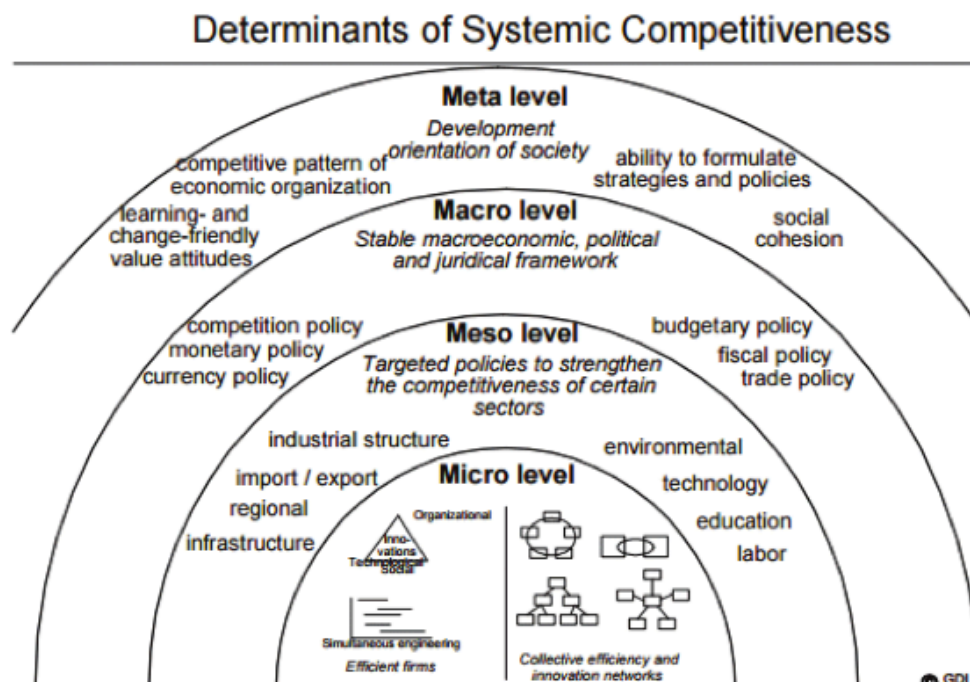 Determinants of Systemic Competitiveness
Meta level
Development
orientation of society
competitive pattern of
economic organization
learning- and
change-friendly
value attitudes
ability to formulate
strategies and policies
social
cohesion
Macro level
Stable macroeconomic, political
and juridical framework
competition policy
monetary policy
currency policy
budgetary policy
fiscal policy
trade policy
Meso level
Targeted policies to strengthen
the competitiveness of certain
sectors
industrial structure
import / export
regional
infrastructure
environmental
technology
education
labor
Micro level
Organizational
Inno-
vations
Technological
Social
Simultaneous engineering
Efficient firms
Collective efficiency and
innovation networks